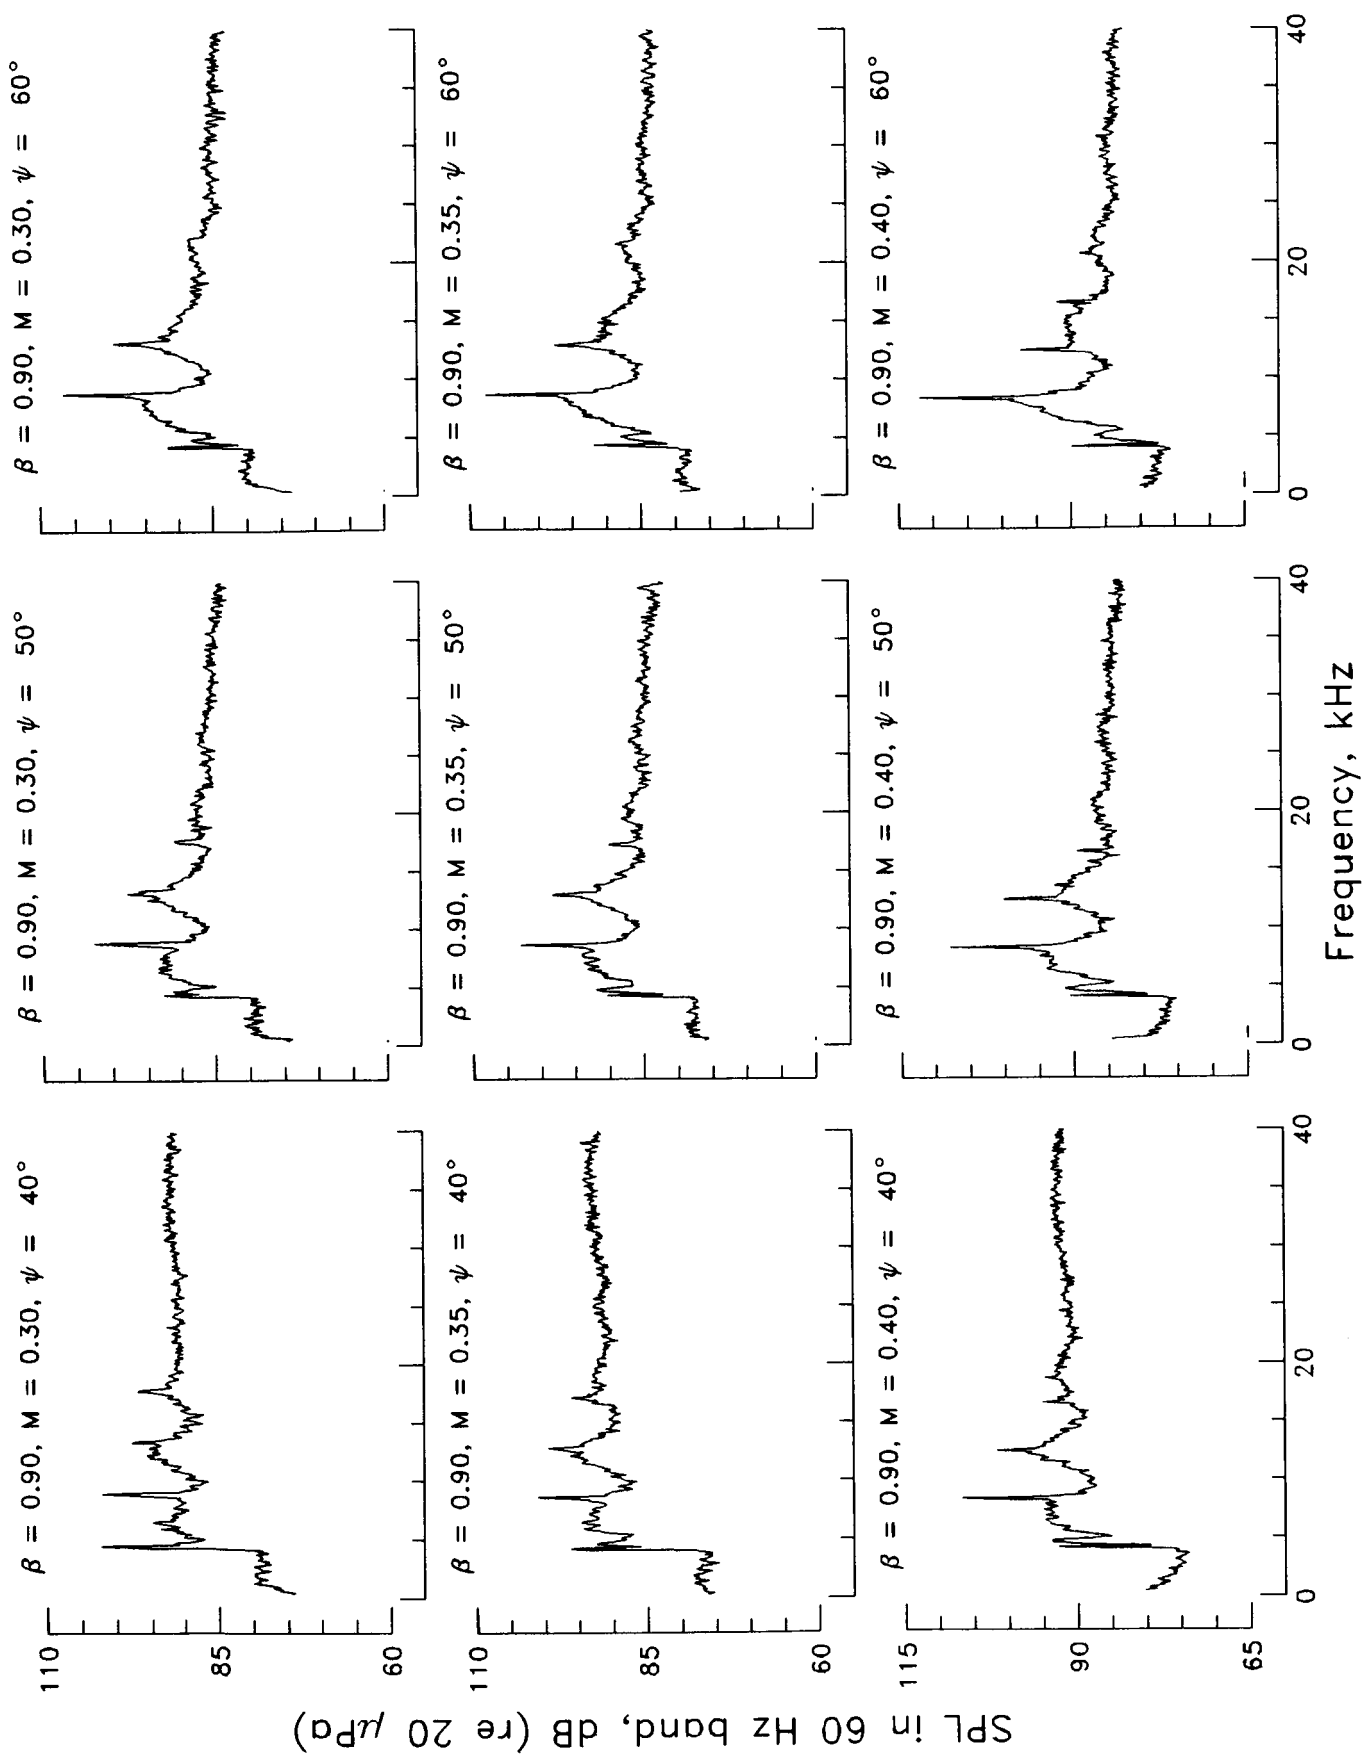 SPL in 60 Hz band, dB (re 20 μPa)
110
85
60
β = 0.90, M = 0.30, ψ = 40°
β = 0.90, M = 0.30, ψ = 50°
β = 0.90, M = 0.30, ψ = 60°
110
85
60
β = 0.90, M = 0.35, ψ = 40°
β = 0.90, M = 0.35, ψ = 50°
β = 0.90, M = 0.35, ψ = 60°
115
90
65
β = 0.90, M = 0.40, ψ = 40°
β = 0.90, M = 0.40, ψ = 50°
β = 0.90, M = 0.40, ψ = 60°
0 20 40
0 20 40
0 20 40
Frequency, kHz